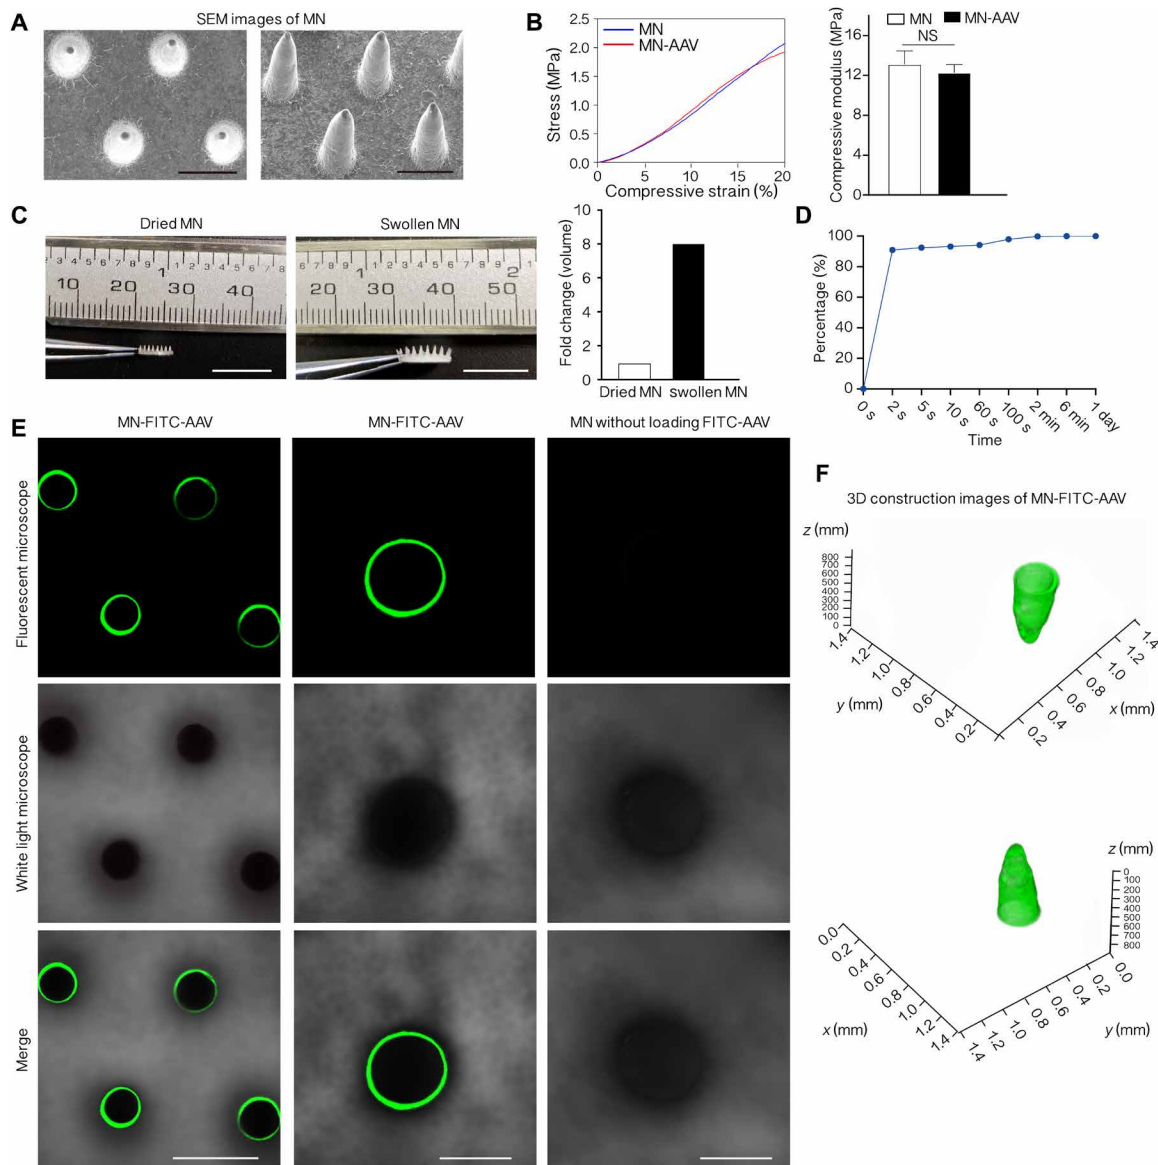 A
SEM images of MN
B
Stress (MPa)
2.5
2.0
1.5
1.0
0.5
0.0
MN
MN-AAV
0
5
10
15
20
Compressive strain (%)
Compressive modulus (MPa)
16
12
8
4
0
MN
MN-AAV
NS
C
Dried MN
Swollen MN
10 20 30 40
20 30 40 50
Fold change (volume)
10
8
6
4
2
0
Dried MN
swollen MN
D
Percentage (%)
100
80
60
40
20
0
0 s
2 s
5 s
10 s
60 s
100 s
2 min
6 min
1 day
Time
E
MN-FITC-AAV
MN-FITC-AAV
MN without loading FITC-AAV
Fluorescent microscope
White light microscope
Merge
F
3D construction images of MN-FITC-AAV
z (mm)
800
700
600
500
400
300
200
100
0
1.4
1.2
1.0
0.8
0.6
0.4
0.2
y (mm)
0.2
0.4
0.6
0.8
1.0
1.2
1.4
x (mm)
z (mm)
0
100
200
300
400
500
600
700
800
0.0
0.2
0.4
0.6
0.8
1.0
1.2
1.4
x (mm)
1.4
1.2
1.0
0.8
0.6
0.4
0.2
0.0
y (mm)